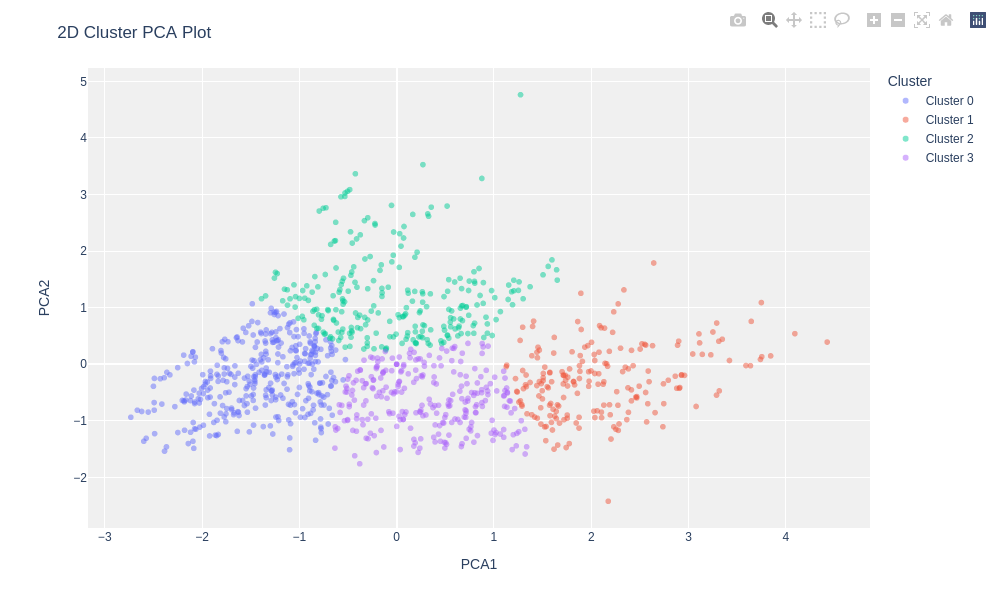 2D Cluster PCA Plot
Cluster
Cluster 0
Cluster 1
Cluster 2
Cluster 3
PCA2
5
4
3
2
1
0
−1
−2
−3
−2
−1
0
1
2
3
4
PCA1